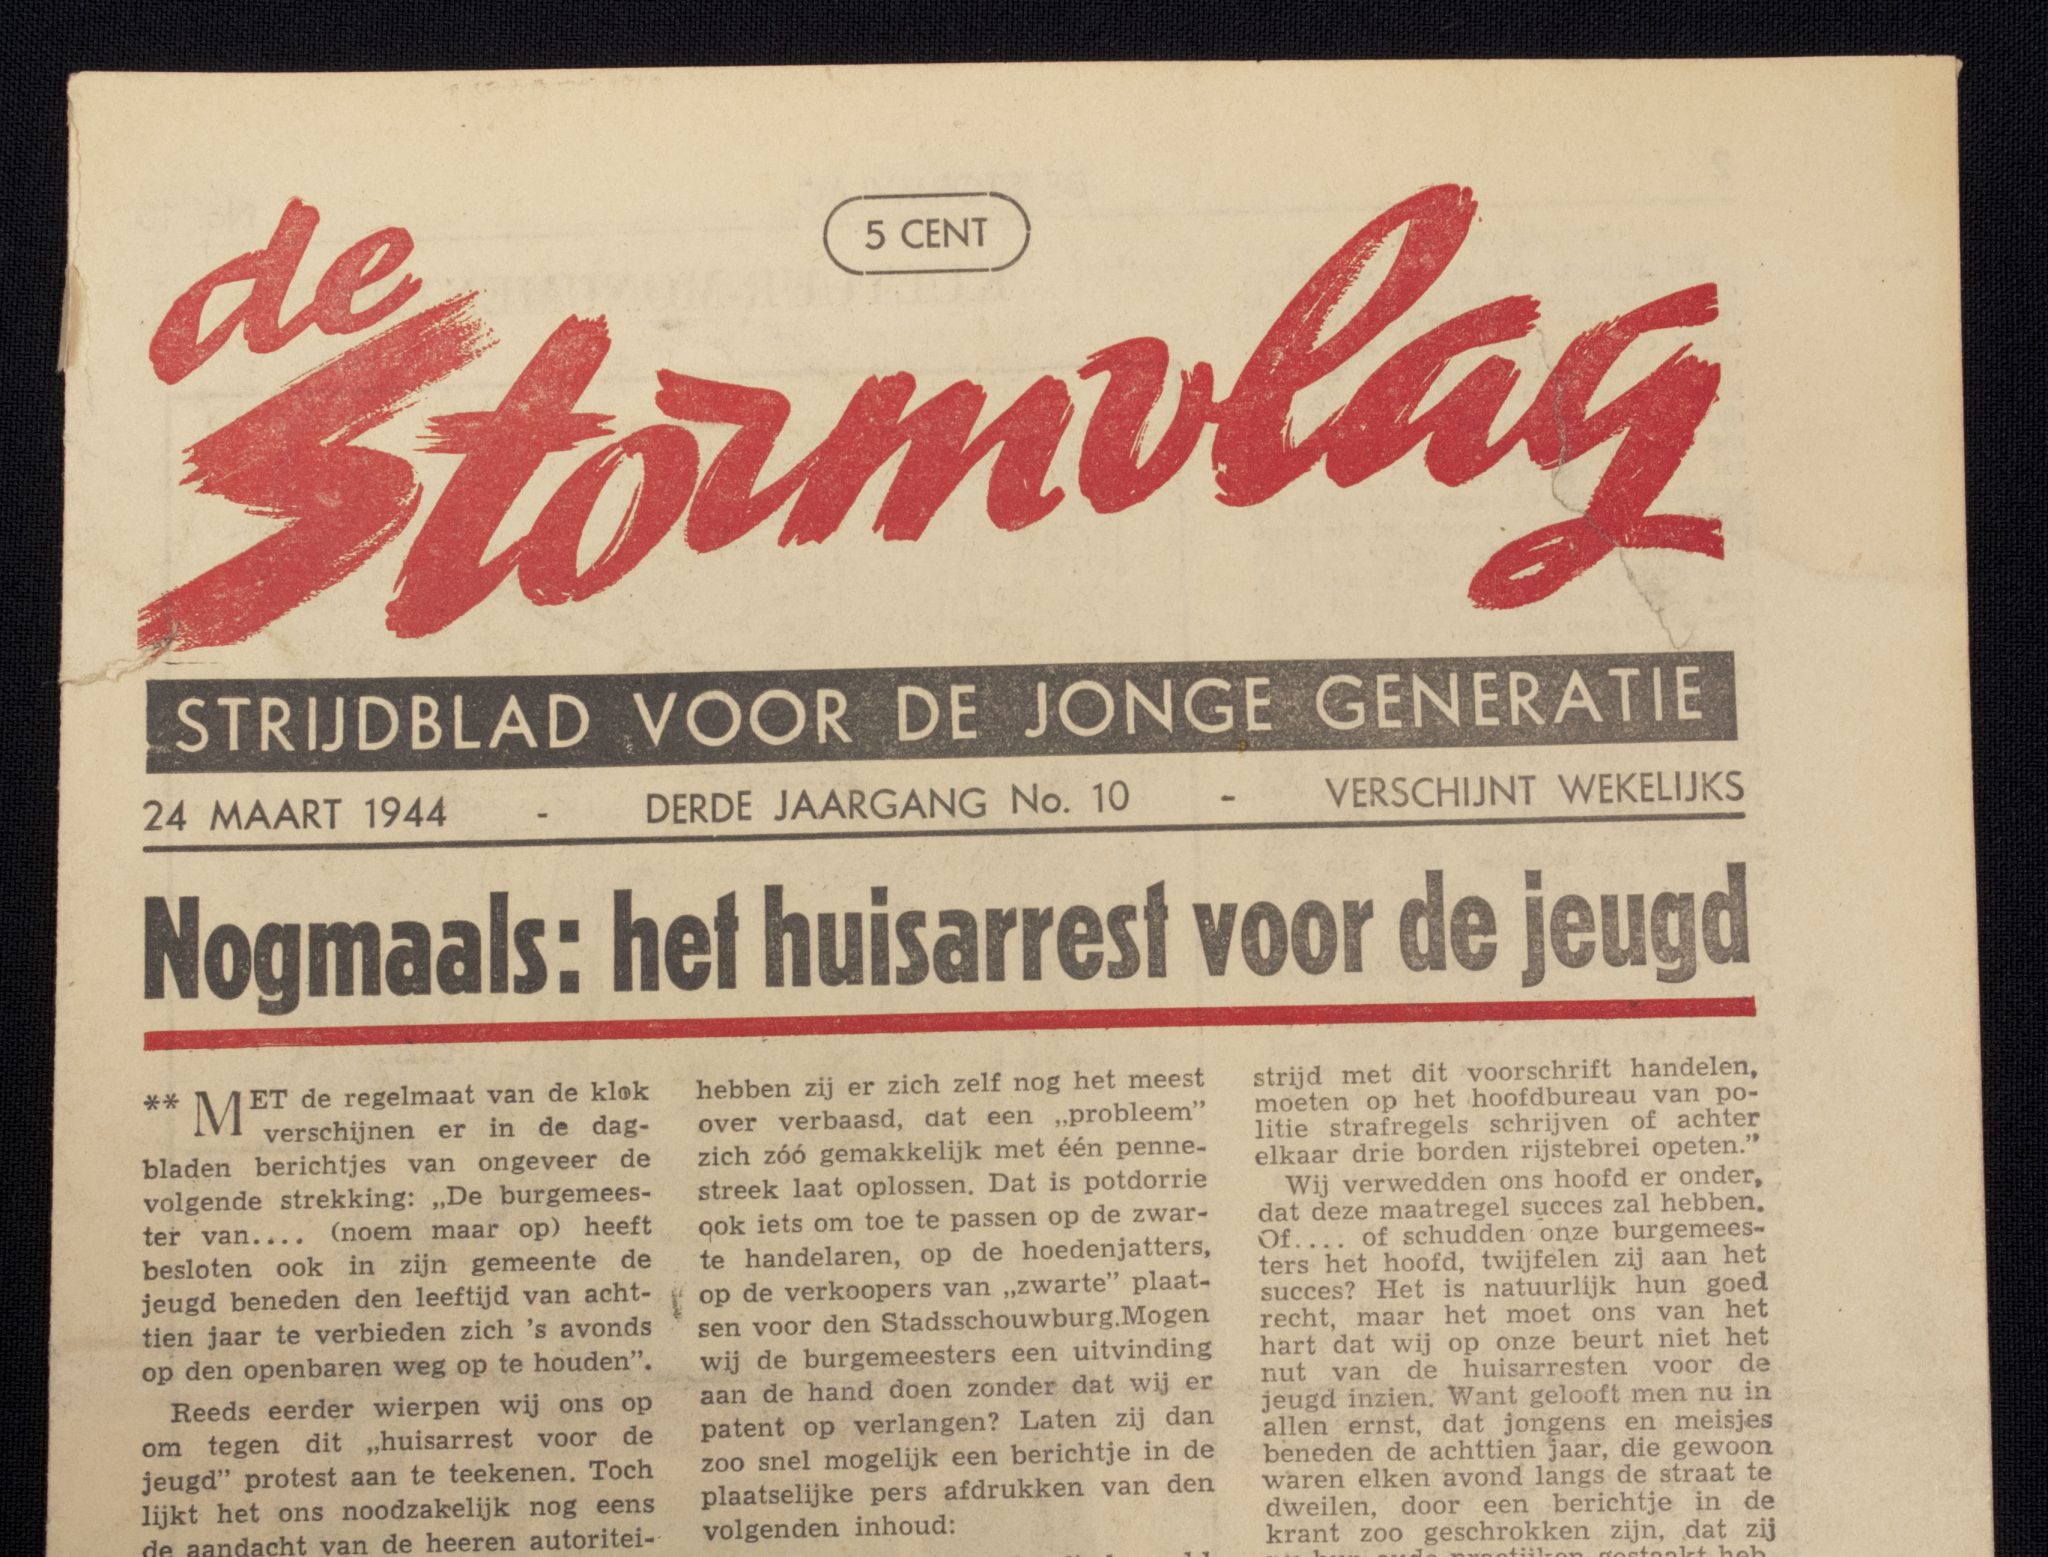 5 CENT
de
Stormvlag
STRIJDBLAD VOOR DE JONGE GENERATIE
24 MAART 1944 - DERDE JAARGANG No. 10 - VERSCHIJNT WEKELIJKS
Nogmaals: het huisarrest voor de jeugd
** MET de regelmaat van de klok
verschijnen er in de dag-
bladen berichtjes van ongeveer de
volgende strekking: „De burgemees-
ter van.... (noem maar op) heeft
besloten ook in zijn gemeente de
jeugd beneden den leeftijd van acht-
tien jaar te verbieden zich 's avonds
op den openbaren weg op te houden”.
Reeds eerder wierpen wij ons op
om tegen dit „huisarrest voor de
jeugd” protest aan te teekenen. Toch
lijkt het ons noodzakelijk nog eens
de aandacht van de heeren autoritei-
hebben zij er zich zelf nog het meest
over verbaasd, dat een „probleem”
zich zóó gemakkelijk met één penne-
streek laat oplossen. Dat is potdorrie
ook iets om toe te passen op de zwar-
te handelaren, op de hoedenjatters,
op de verkoopers van „zwarte” plaat-
sen voor den Stadsschouwburg.Mogen
wij de burgemeesters een uitvinding
aan de hand doen zonder dat wij er
patent op verlangen? Laten zij dan
zoo snel mogelijk een berichtje in de
plaatselijke pers afdrukken van den
volgenden inhoud:
strijd met dit voorschrift handelen,
moeten op het hoofdbureau van po-
litie strafregels schrijven of achter
elkaar drie borden rijstebrei opeten.”
Wij verwedden ons hoofd er onder,
dat deze maatregel succes zal hebben.
Of.... of schudden onze burgemees-
ters het hoofd, twijfelen zij aan het
succes? Het is natuurlijk hun goed
recht, maar het moet ons van het
hart dat wij op onze beurt niet het
nut van de huisarresten voor de
jeugd inzien. Want gelooft men nu in
allen ernst, dat jongens en meisjes
beneden de achttien jaar, die gewoon
waren elken avond langs de straat te
dweilen, door een berichtje in de
krant zoo geschrokken zijn, dat zij